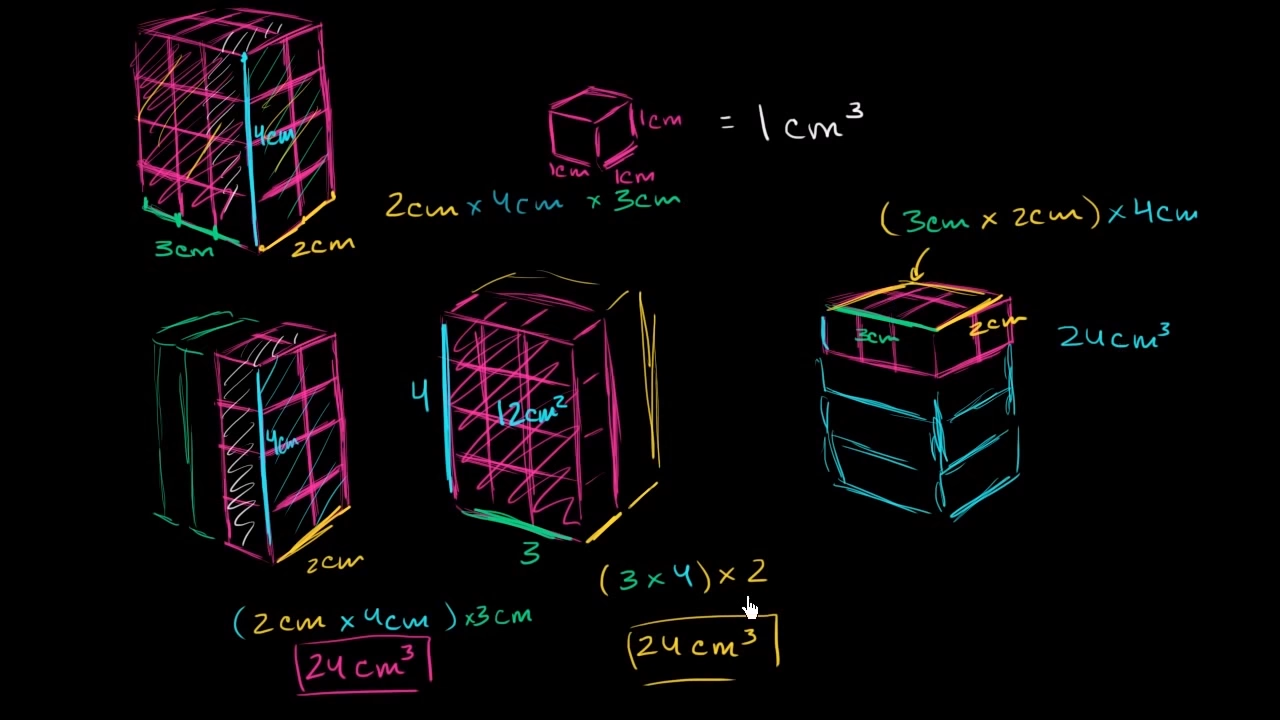 4cm
3cm
2cm
1cm
1cm
1cm
= 1 cm³
2cm × 4cm × 3cm
(3cm × 2cm) × 4cm
3cm
2cm
24cm³
4cm
2cm
(2cm × 4cm) ×3cm
24cm³
4
12cm²
3
(3 × 4) × 2
24cm³